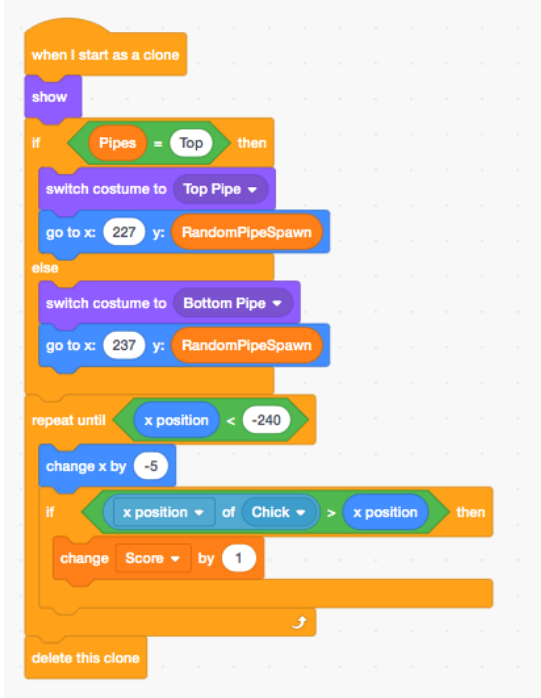 when I start as a clone
show
if Pipes = Top then
switch costume to Top Pipe
go to x: 227 y: RandomPipeSpawn
else
switch costume to Bottom Pipe
go to x: 237 y: RandomPipeSpawn
repeat until x position < -240
change x by -5
if x position of Chick > x position then
change Score by 1
delete this clone